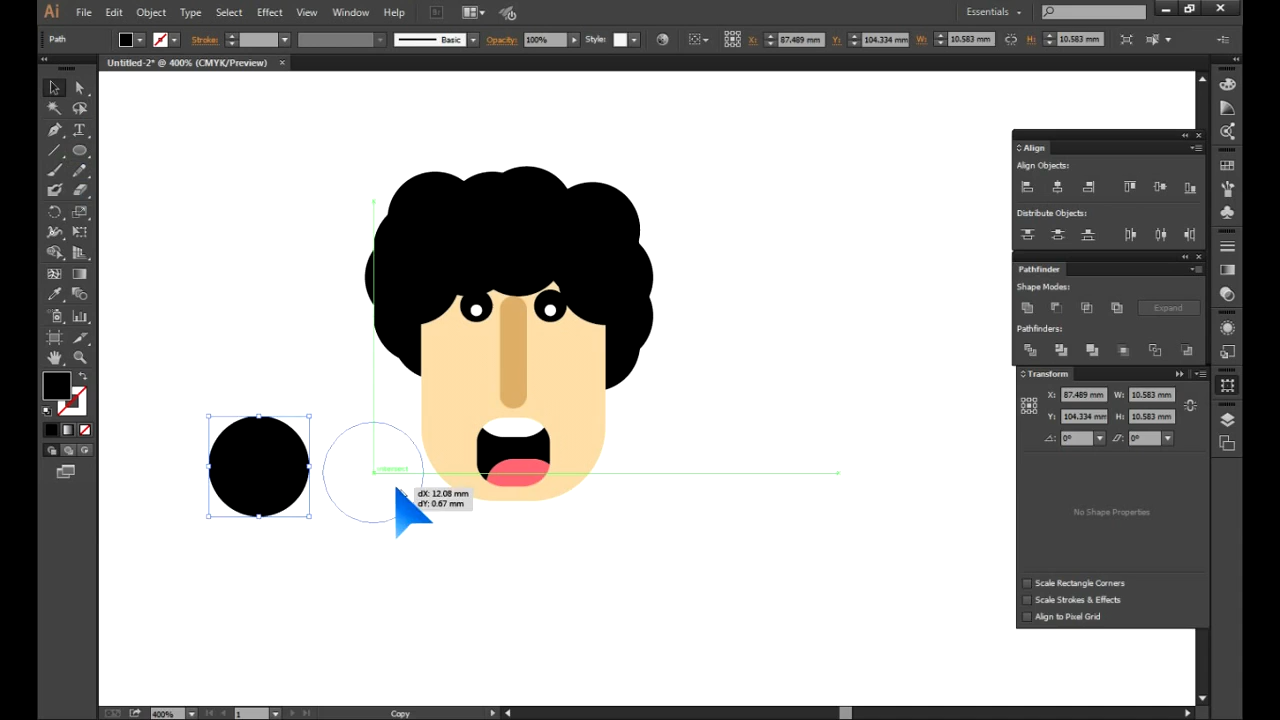 Ai File Edit Object Type Select Effect View Window Help Br Essentials
Path Stroke: Basic Opacity: 100% Style: X: 87.489 mm Y: 104.334 mm W: 10.583 mm H: 10.583 mm
Untitled-2* @ 400% (CMYK/Preview) ×
Align
Align Objects:
Distribute Objects:
Pathfinder
Shape Modes:
Expand
Pathfinders:
Transform
X: 87.489 mm W: 10.583 mm
Y: 104.334 mm H: 10.583 mm
0° 0°
intersect
dX: 12.08 mm
dY: 0.67 mm
No Shape Properties
Scale Rectangle Corners
Scale Strokes & Effects
Align to Pixel Grid
400% 1 Copy